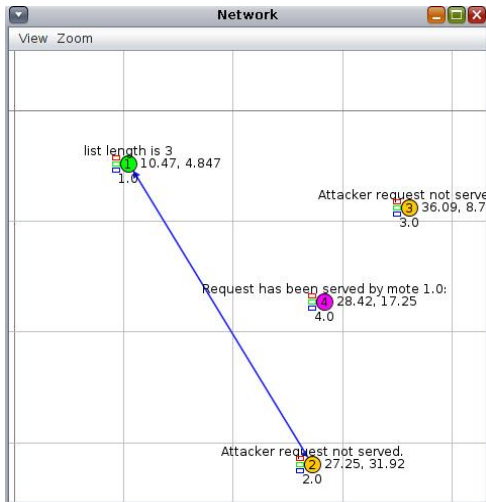 Network
View Zoom
list length is 3
1 10.47, 4.847
1.0
Attacker request not serve
3 36.09, 8.7
3.0
Request has been served by mote 1.0:
4 28.42, 17.25
4.0
Attacker request not served.
2 27.25, 31.92
2.0